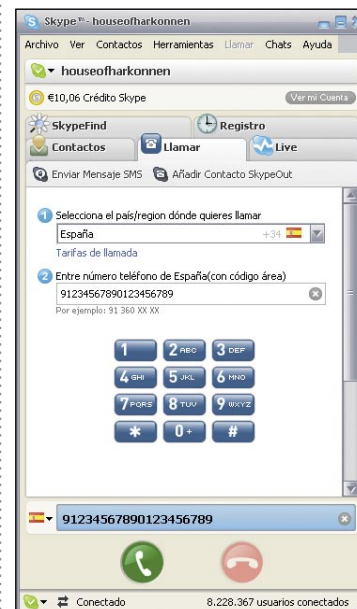 Skype™ - houseofharkonnen
Archivo Ver Contactos Herramientas Llamar Chats Ayuda
houseofharkonnen
€10,06 Crédito Skype Ver mi Cuenta
SkypeFind Registro
Contactos Llamar Live
Enviar Mensaje SMS Añadir Contacto SkypeOut
1 Selecciona el país/region dónde quieres llamar
España +34
Tarifas de llamada
2 Entre número teléfono de España(con código área)
91234567890123456789
Por ejemplo: 91 360 XX XX
1 2 ABC 3 DEF
4 GHI 5 JKL 6 MNO
7 PQRS 8 TUV 9 WXYZ
* 0 + #
91234567890123456789
Conectado 8.228.367 usuarios conectados